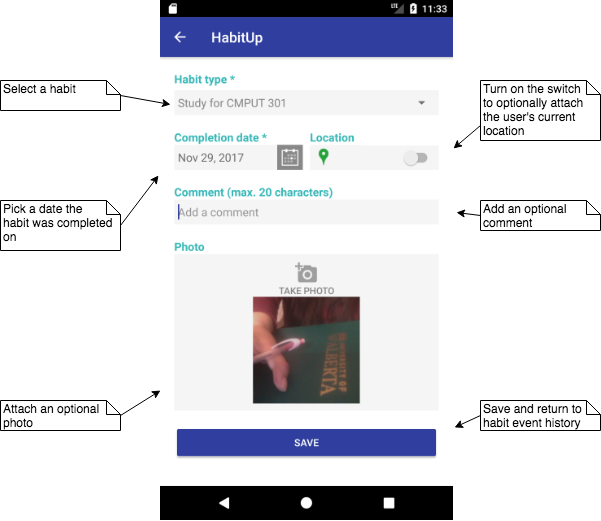 LTE 11:33
HabitUp
Select a habit
Habit type *
Study for CMPUT 301
Turn on the switch
to optionally attach
the user's current
location
Completion date *
Nov 29, 2017
Location
Pick a date the
habit was completed
on
Comment (max. 20 characters)
Add a comment
Add an optional
comment
Photo
TAKE PHOTO
UNIVERSITY OF
ALBERTA
Attach an optional
photo
Save and return to
habit event history
SAVE